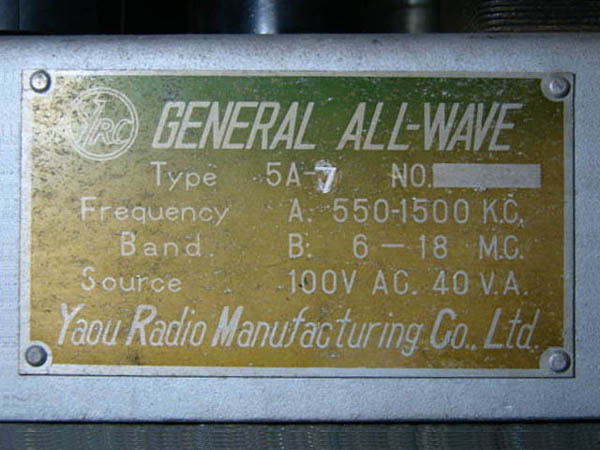 GENERAL ALL-WAVE
Type 5A-7 NO.
Frequency A. 550-1500 K.C.
Band. B. 6 - 18 M.C.
Source 100V AC. 40 V.A.
Yaou Radio Manufacturing Co., Ltd.